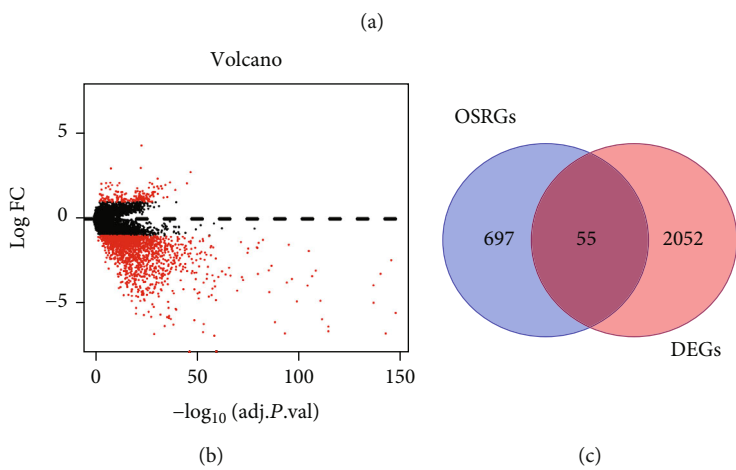 (a)
Volcano
5
0
−5
Log FC
0 50 100 150
−log₁₀ (adj.P.val)
(b)
OSRGs
697 55 2052
DEGs
(c)